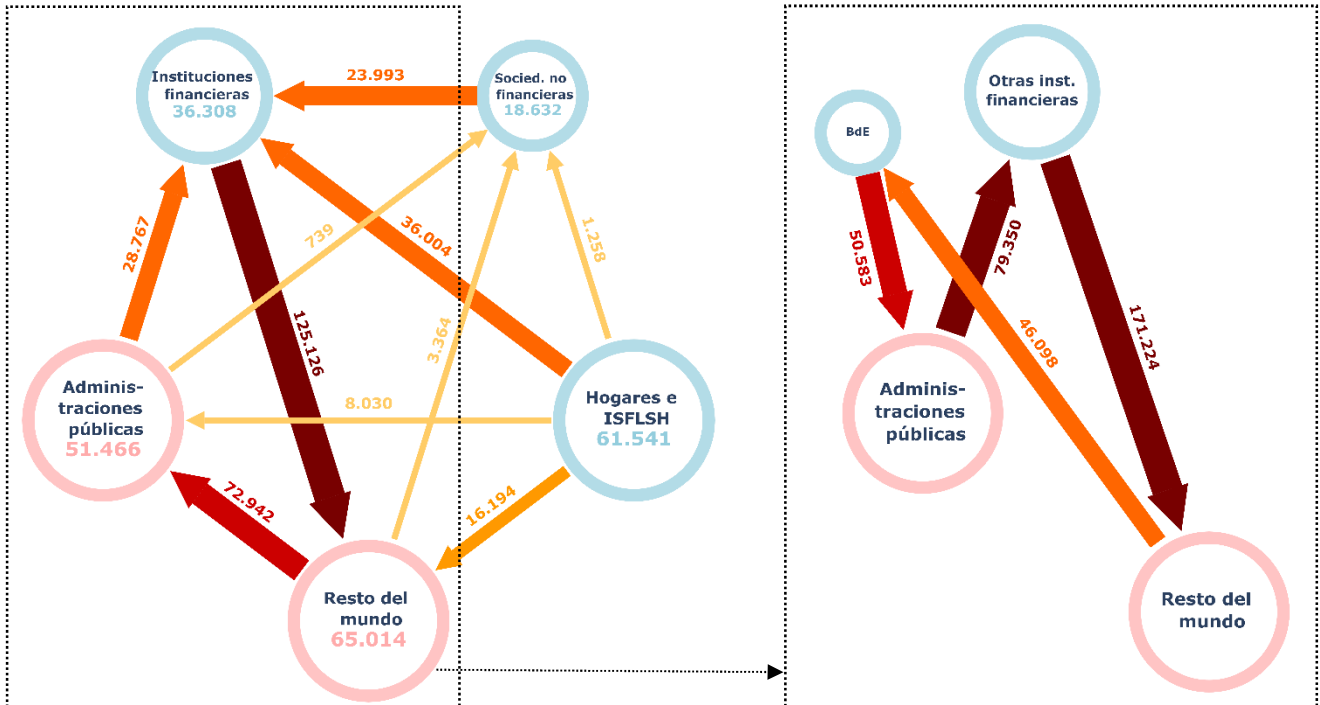 Instituciones
financieras
36.308
23.993
Socied. no
financieras
18.632
28.767
739
36.004
1.258
125.126
3.364
Adminis-
traciones
públicas
51.466
8.030
Hogares e
ISFLSH
61.541
72.942
16.194
Resto del
mundo
65.014
Otras inst.
financieras
BdE
50.583
79.350
46.098
171.224
Adminis-
traciones
públicas
Resto del
mundo